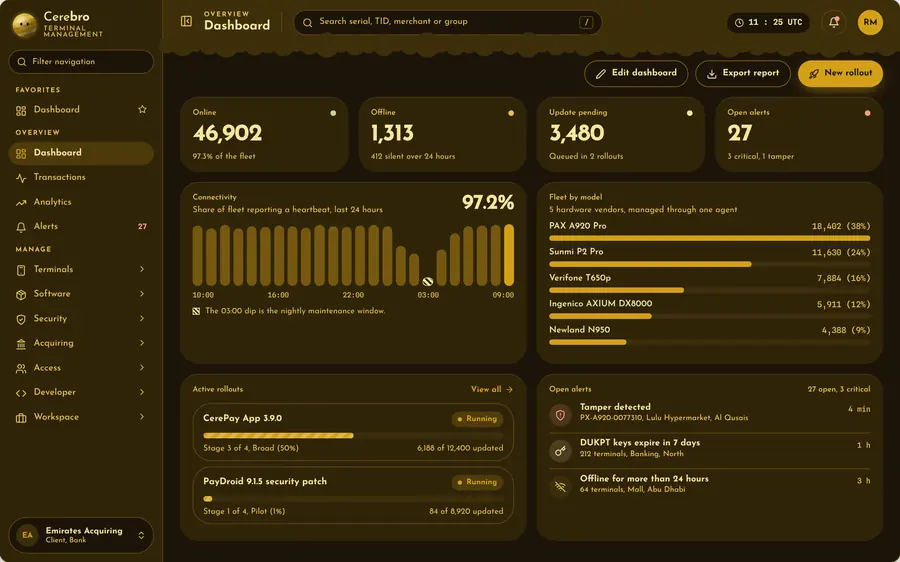 Cerebro
TERMINAL
MANAGEMENT
Filter navigation
FAVORITES
Dashboard
OVERVIEW
Dashboard
Transactions
Analytics
Alerts 27
MANAGE
Terminals
Software
Security
Acquiring
Access
Developer
Workspace
EA
Emirates Acquiring
Client, Bank
OVERVIEW
Dashboard
Search serial, TID, merchant or group /
11 : 25 UTC
RM
Edit dashboard
Export report
New rollout
Online
46,902
97.3% of the fleet
Offline
1,313
412 silent over 24 hours
Update pending
3,480
Queued in 2 rollouts
Open alerts
27
3 critical, 1 tamper
Connectivity
Share of fleet reporting a heartbeat, last 24 hours
97.2%
10:00 16:00 22:00 03:00 09:00
The 03:00 dip is the nightly maintenance window.
Fleet by model
5 hardware vendors, managed through one agent
PAX A920 Pro 18,402 (38%)
Sunmi P2 Pro 11,630 (24%)
Verifone T650p 7,884 (16%)
Ingenico AXIUM DX8000 5,911 (12%)
Newland N950 4,388 (9%)
Active rollouts View all →
CerePay App 3.9.0 Running
Stage 3 of 4, Broad (50%) 6,188 of 12,400 updated
PayDroid 9.1.5 security patch Running
Stage 1 of 4, Pilot (1%) 84 of 8,920 updated
Open alerts 27 open, 3 critical
Tamper detected 4 min
PX-A920-0077310, Lulu Hypermarket, Al Qusais
DUKPT keys expire in 7 days 1 h
212 terminals, Banking, North
Offline for more than 24 hours 3 h
64 terminals, Mall, Abu Dhabi